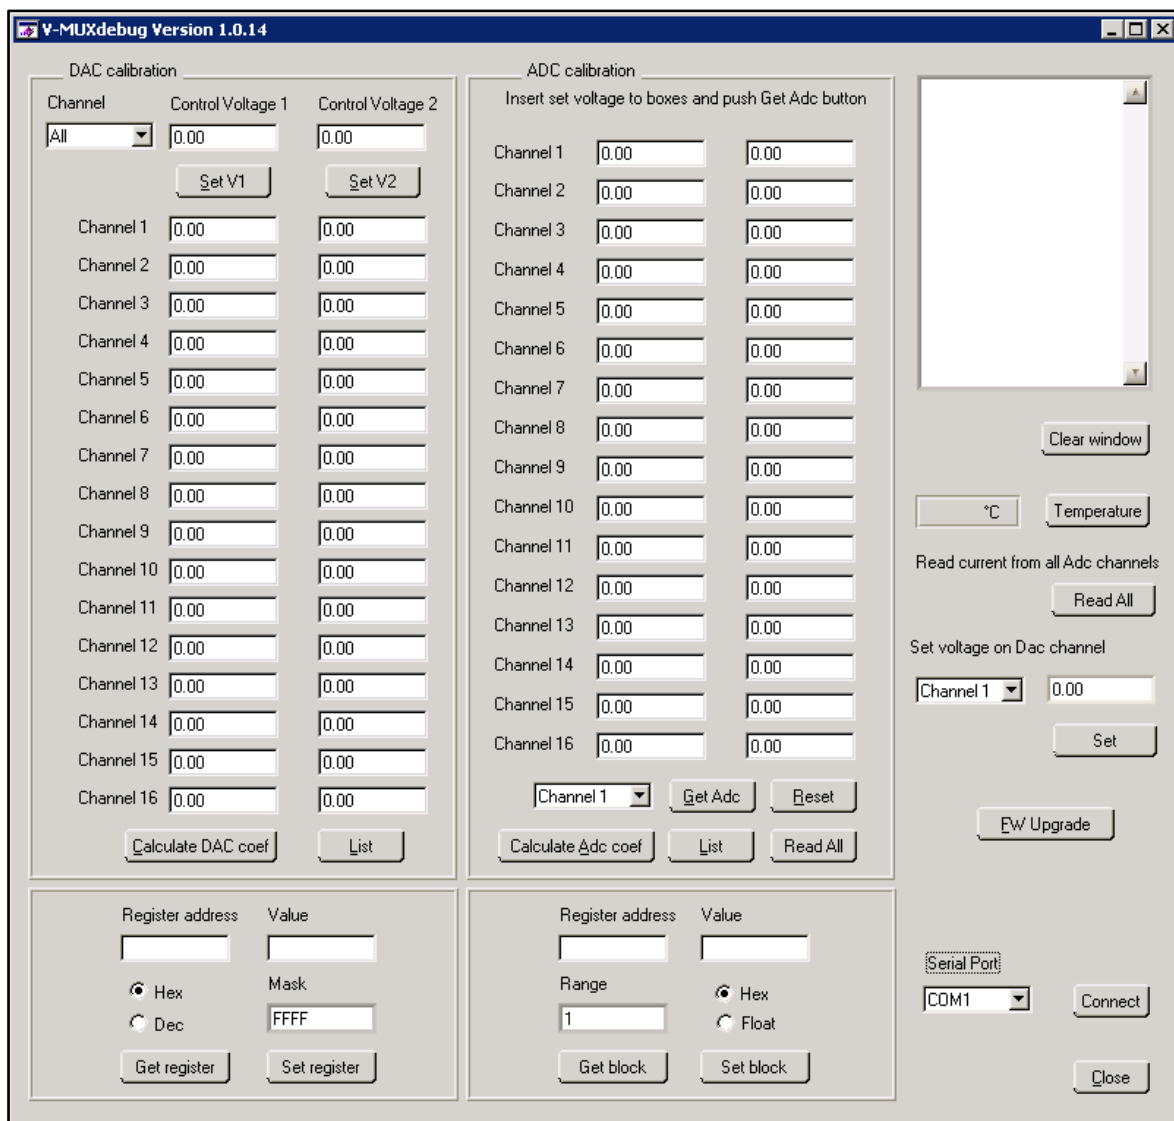 V-MUXdebug Version 1.0.14
DAC calibration
Channel Control Voltage 1 Control Voltage 2
All 0.00 0.00
Set V1 Set V2
Channel 1 0.00 0.00
Channel 2 0.00 0.00
Channel 3 0.00 0.00
Channel 4 0.00 0.00
Channel 5 0.00 0.00
Channel 6 0.00 0.00
Channel 7 0.00 0.00
Channel 8 0.00 0.00
Channel 9 0.00 0.00
Channel 10 0.00 0.00
Channel 11 0.00 0.00
Channel 12 0.00 0.00
Channel 13 0.00 0.00
Channel 14 0.00 0.00
Channel 15 0.00 0.00
Channel 16 0.00 0.00
Calculate DAC coef List
ADC calibration
Insert set voltage to boxes and push Get Adc button
Channel 1 0.00 0.00
Channel 2 0.00 0.00
Channel 3 0.00 0.00
Channel 4 0.00 0.00
Channel 5 0.00 0.00
Channel 6 0.00 0.00
Channel 7 0.00 0.00
Channel 8 0.00 0.00
Channel 9 0.00 0.00
Channel 10 0.00 0.00
Channel 11 0.00 0.00
Channel 12 0.00 0.00
Channel 13 0.00 0.00
Channel 14 0.00 0.00
Channel 15 0.00 0.00
Channel 16 0.00 0.00
Channel 1 Get Adc Reset
Calculate Adc coef List Read All
Clear window
°C Temperature
Read current from all Adc channels
Read All
Set voltage on Dac channel
Channel 1 0.00
Set
FW Upgrade
Register address Value
Hex Mask
Dec FFFF
Get register Set register
Register address Value
Range Hex
1 Float
Get block Set block
Serial Port
COM1 Connect
Close